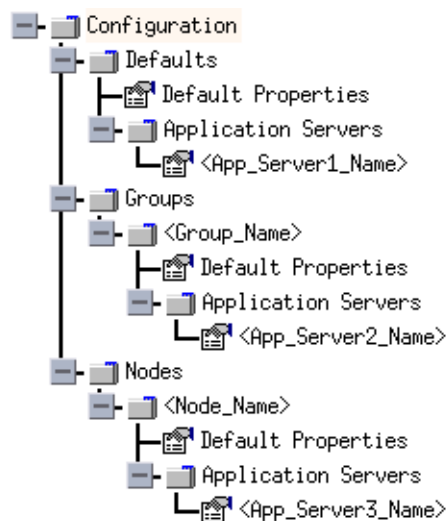 Configuration
Defaults
Default Properties
Application Servers
<App_Server1_Name>
Groups
<Group_Name>
Default Properties
Application Servers
<App_Server2_Name>
Nodes
<Node_Name>
Default Properties
Application Servers
<App_Server3_Name>